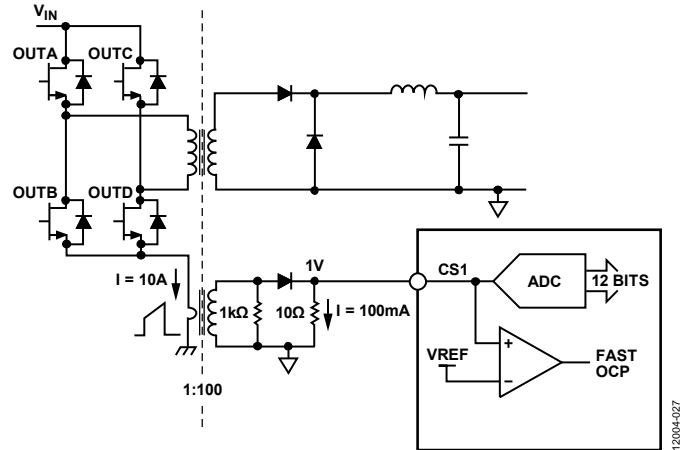 VIN
OUTA
OUTC
OUTB
OUTD
I = 10A
1kΩ
10Ω
1V
I = 100mA
CS1
ADC
12 BITS
VREF
+
−
FAST
OCP
1:100
12004-027